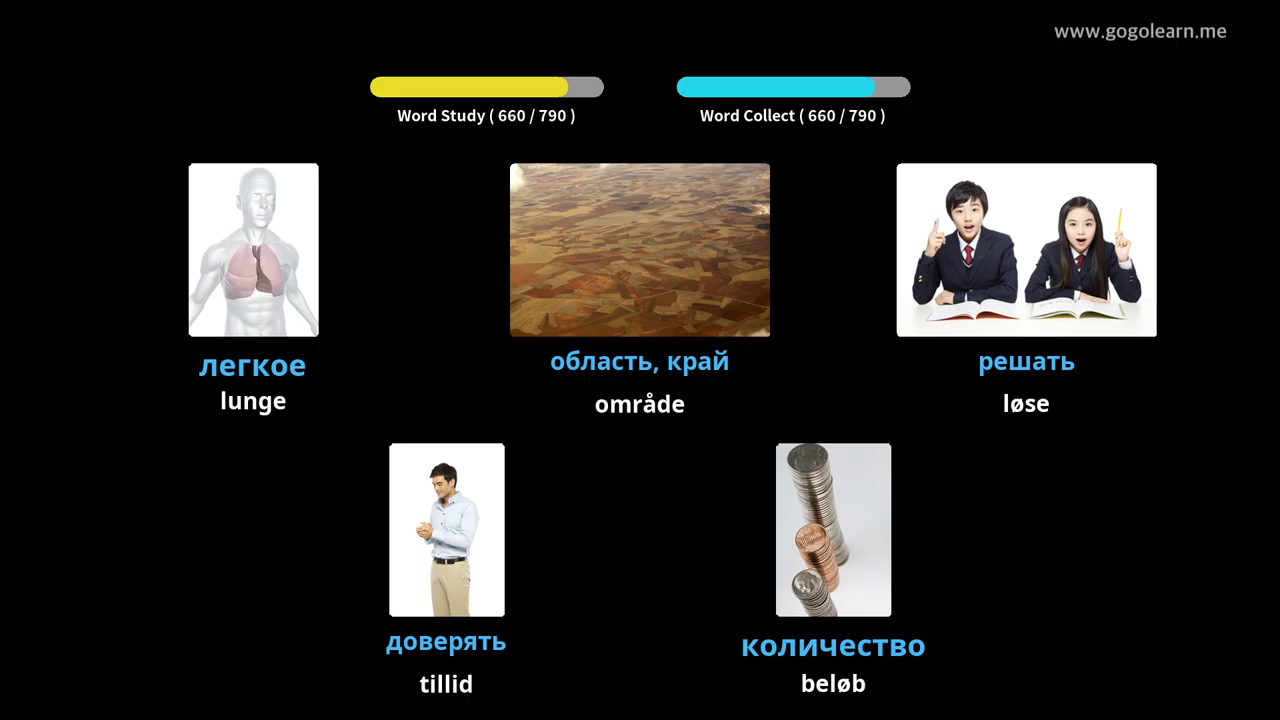 www.gogolearn.me
Word Study ( 660 / 790 )
Word Collect ( 660 / 790 )
легкое
lunge
область, край
område
решать
løse
доверять
tillid
количество
beløb